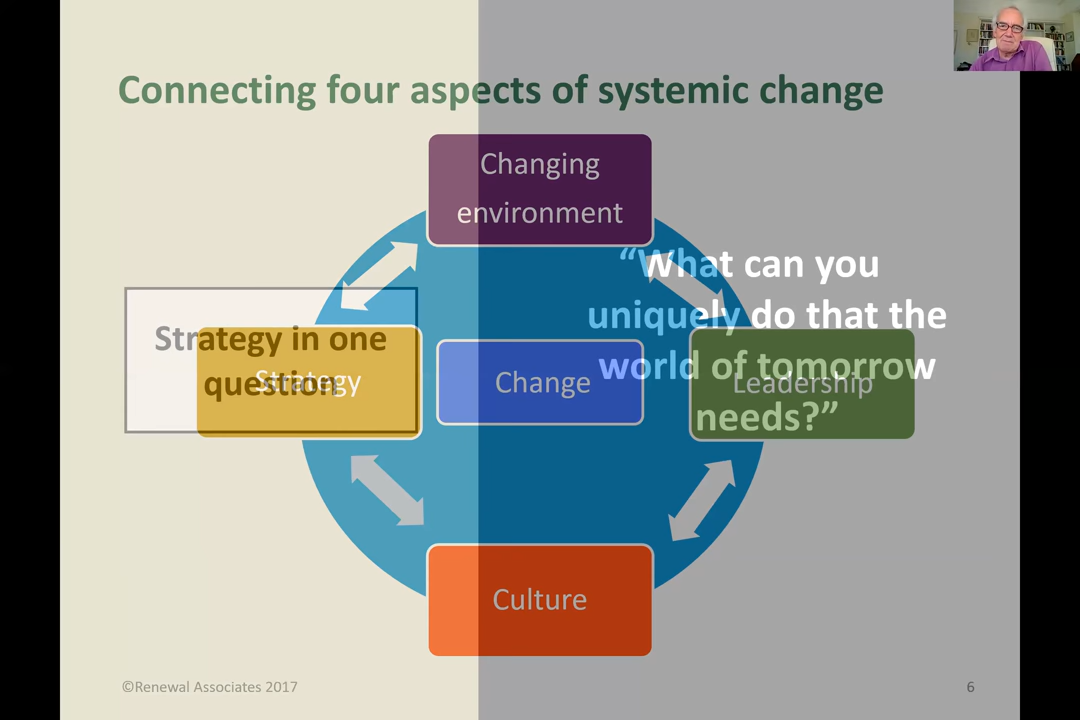 Connecting four aspects of systemic change
Changing
environment
“What can you
uniquely do that the
world of tomorrow
needs?”
Strategy in one
question
Strategy
Change
Leadership
Culture
©Renewal Associates 2017
6